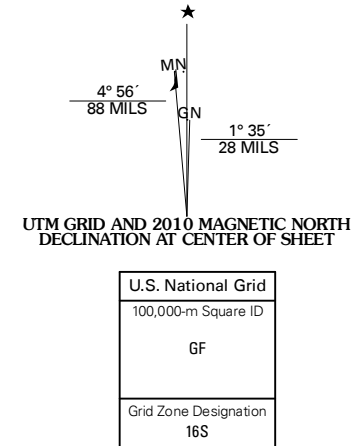 ★
MN
4° 56´
88 MILS
GN
1° 35´
28 MILS
UTM GRID AND 2010 MAGNETIC NORTH
DECLINATION AT CENTER OF SHEET
U.S. National Grid
100,000-m Square ID
GF
Grid Zone Designation
16S